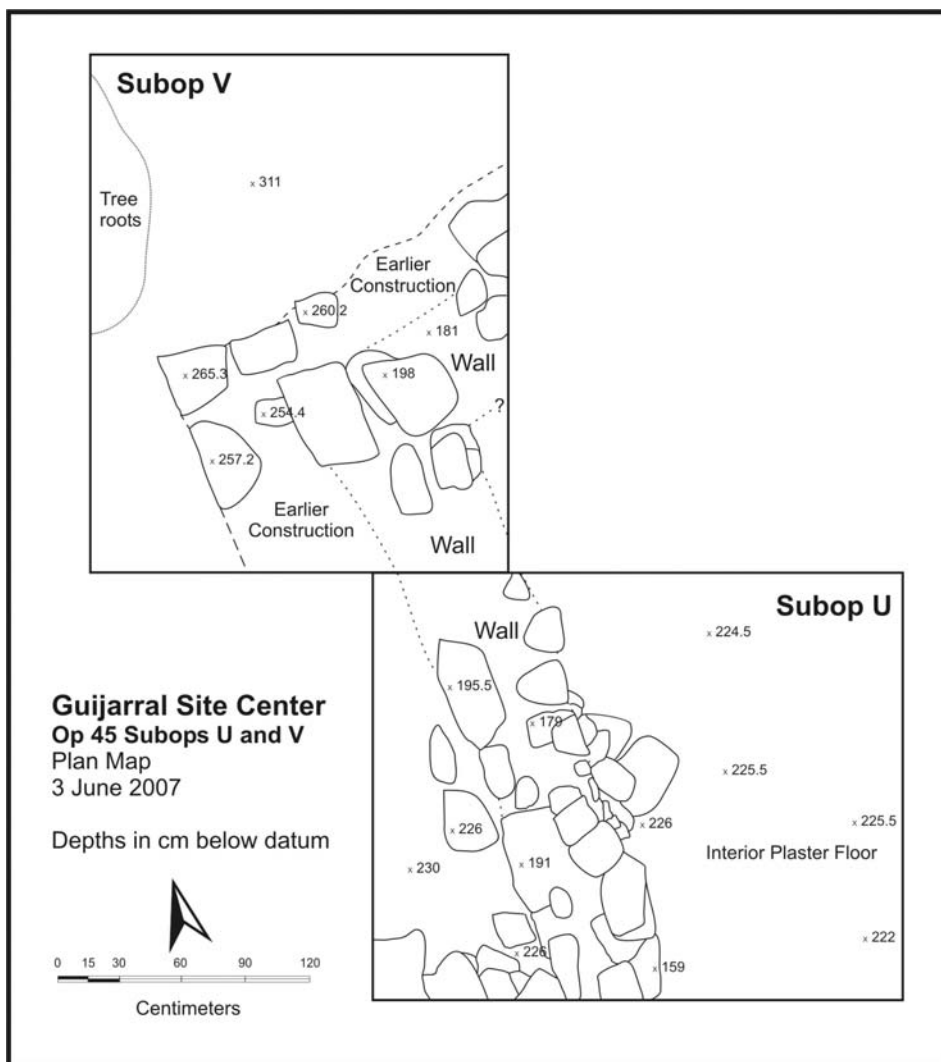 Subop V
x 311
Tree
roots
Earlier
Construction
x 260.2
x 181
Wall
x 265.3
x 198
x 254.4
?
x 257.2
Earlier
Construction
Wall
Subop U
Wall
x 224.5
x 195.5
x 179
x 225.5
x 226
x 226
x 225.5
Interior Plaster Floor
x 230
x 191
x 222
x 226
x 159
Guijarral Site Center
Op 45 Subops U and V
Plan Map
3 June 2007
Depths in cm below datum
0 15 30 60 90 120
Centimeters